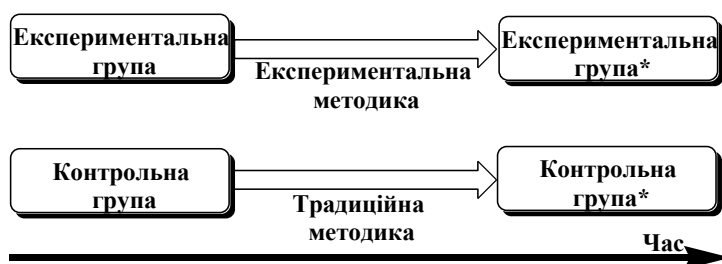 Експериментальна
група
Експериментальна
методика
Експериментальна
група*
Контрольна
група
Традиційна
методика
Контрольна
група*
Час